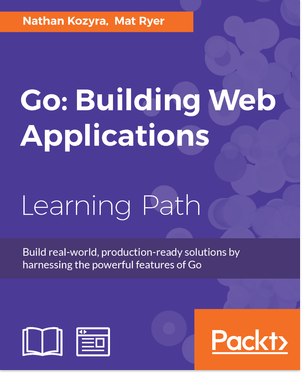 Nathan Kozyra, Mat Ryer
Go: Building Web
Applications
Learning Path
Build real-world, production-ready solutions by
harnessing the powerful features of Go
Packt>